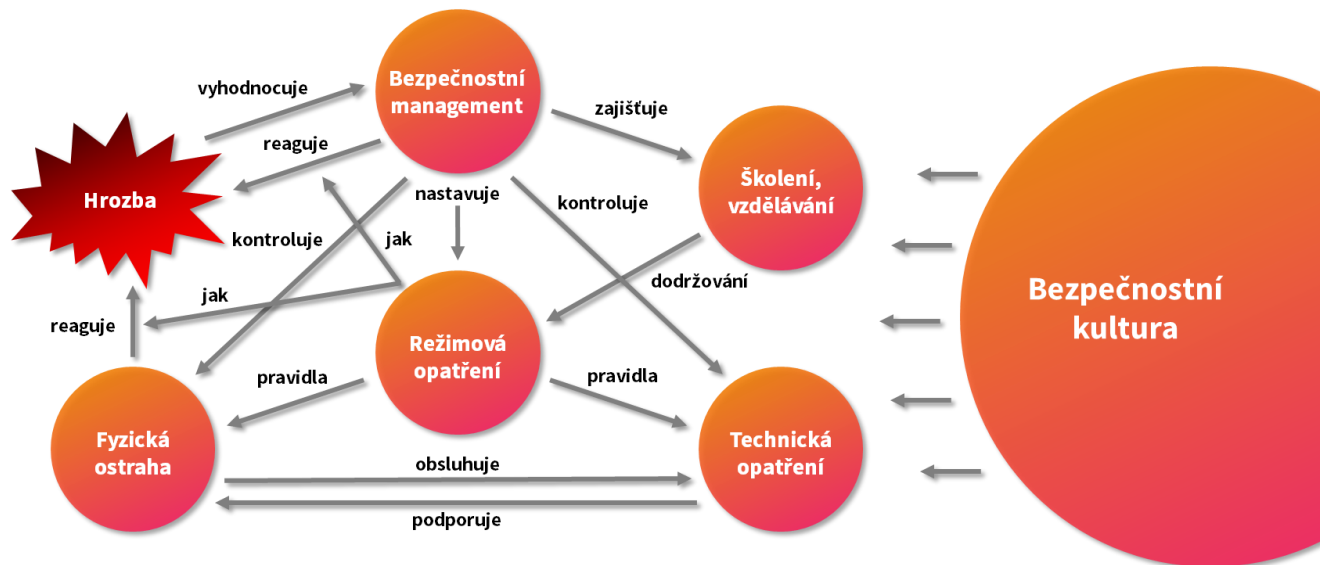 Bezpečnostní
management
vyhodnocuje
zajišťuje
reaguje
Hrozba
Školení,
vzdělávání
nastavuje
kontroluje
kontroluje
jak
dodržování
jak
Bezpečnostní
kultura
reaguje
Režimová
opatření
pravidla
pravidla
Fyzická
ostraha
Technická
opatření
obsluhuje
podporuje